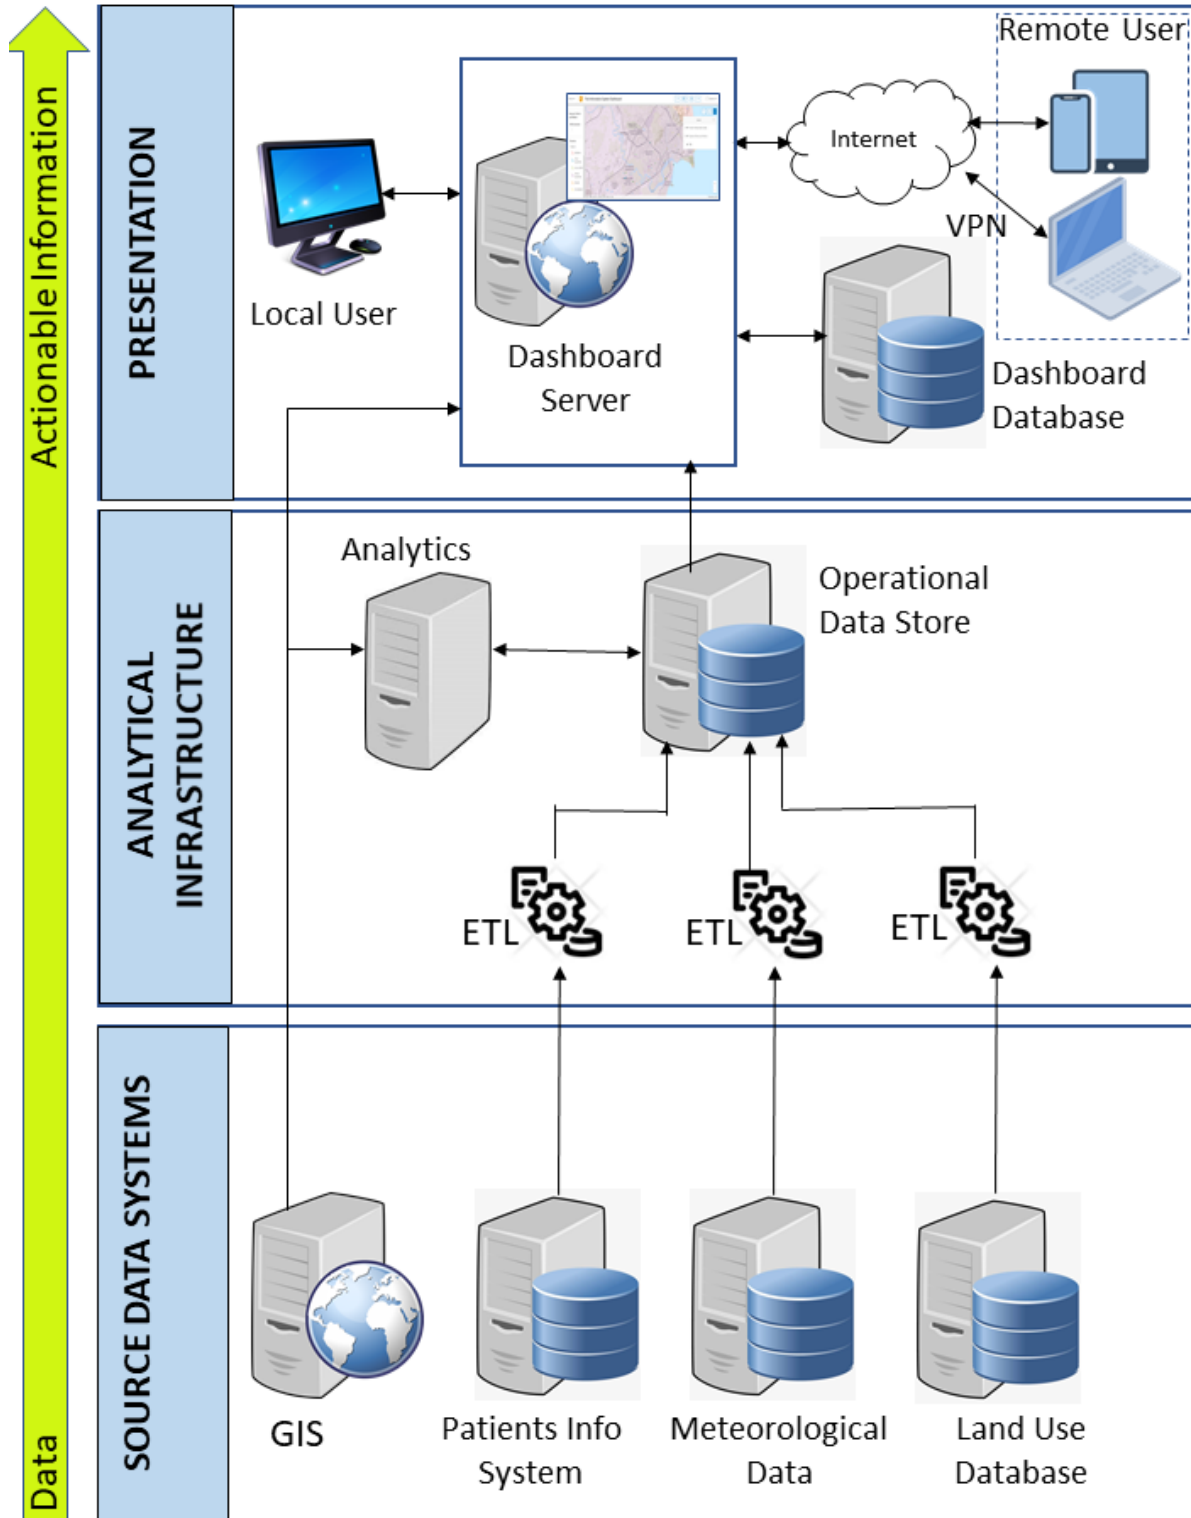 Actionable Information
Data
PRESENTATION
Remote User
Internet
VPN
Local User
Dashboard
Server
Dashboard
Database
ANALYTICAL
INFRASTRUCTURE
Analytics
Operational
Data Store
ETL
ETL
ETL
SOURCE DATA SYSTEMS
GIS
Patients Info
System
Meteorological
Data
Land Use
Database